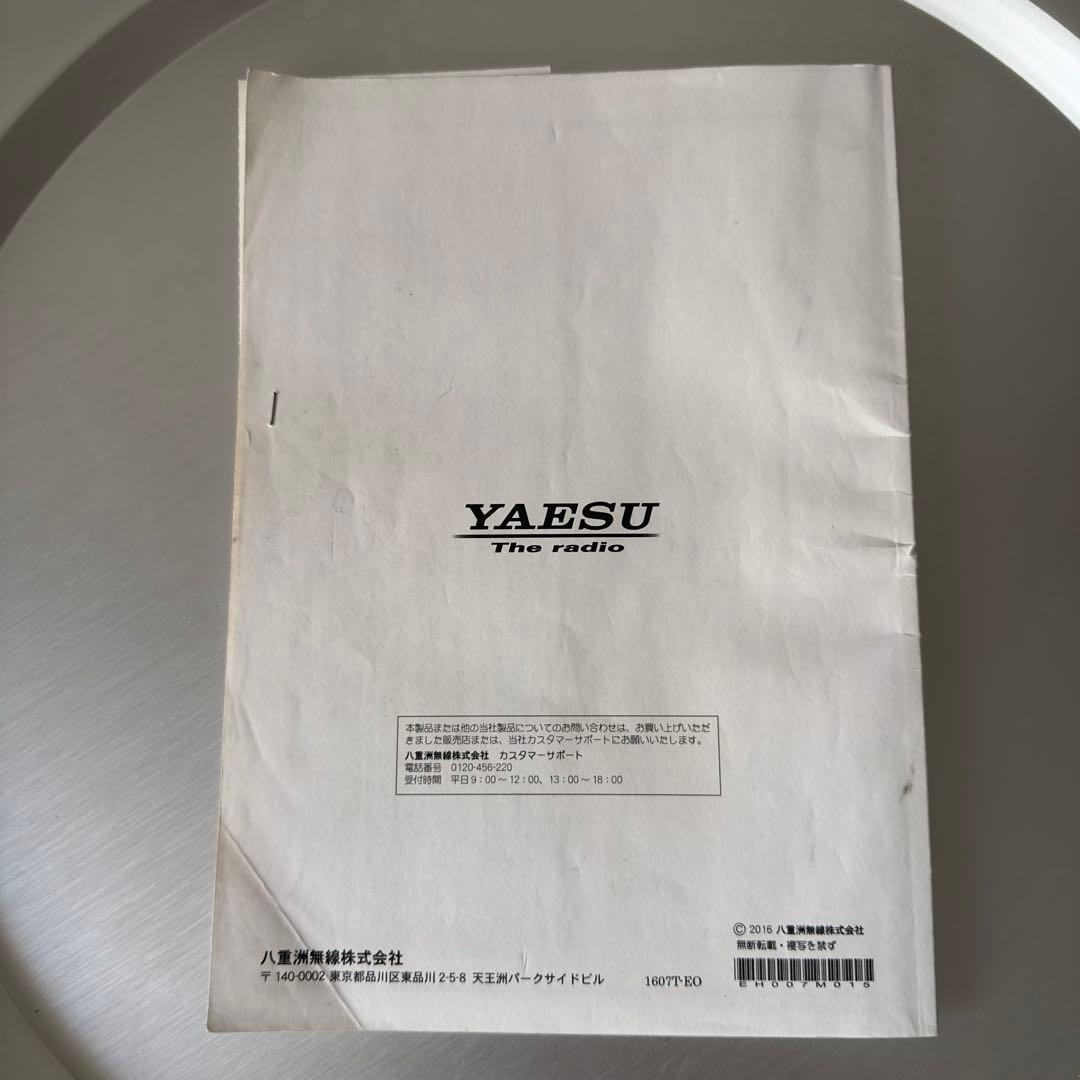 YAESU
The radio
本製品または他の当社製品についてのお問い合わせは、お買い上げいただ
きました販売店または、当社カスタマーサポートにお願いいたします。
八重洲無線株式会社 カスタマーサポート
電話番号 0120-456-220
受付時間 平日9:00～12:00、13:00～18:00
© 2016 八重洲無線株式会社
無断転載・複写を禁ず
八重洲無線株式会社
〒140-0002 東京都品川区東品川2-5-8 天王洲パークサイドビル
1607T-EO
EH007M015